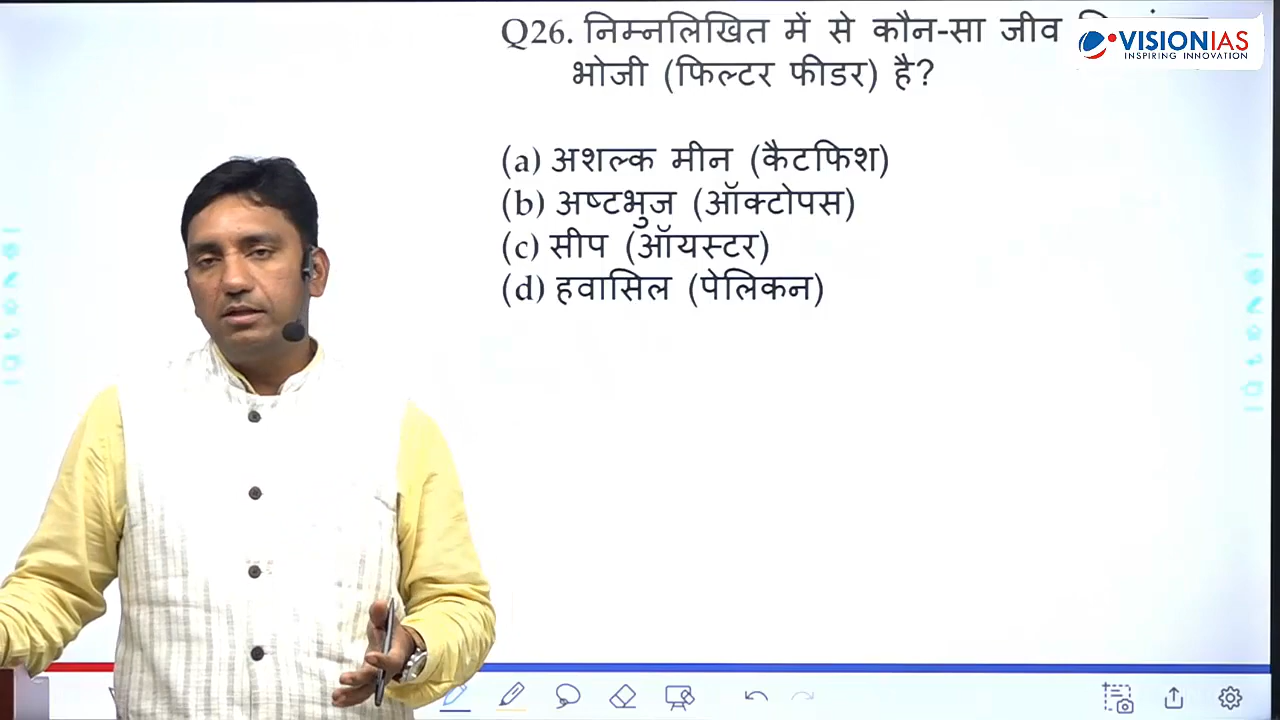 Q26. निम्नलिखित में से कौन-सा जीव
भोजी (फिल्टर फीडर) है?
(a) अशल्क मीन (कैटफिश)
(b) अष्टभुज (ऑक्टोपस)
(c) सीप (ऑयस्टर)
(d) हवासिल (पेलिकन)
VISIONIAS
INSPIRING INNOVATION